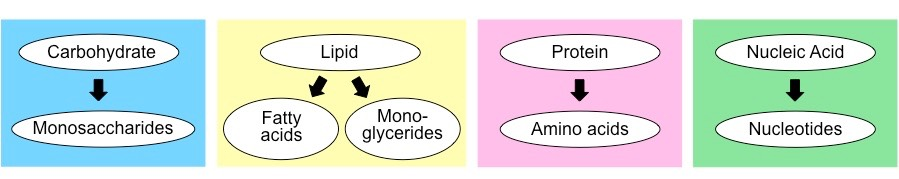 Carbohydrate
Monosaccharides
Lipid
Fatty
acids
Mono-
glycerides
Protein
Amino acids
Nucleic Acid
Nucleotides